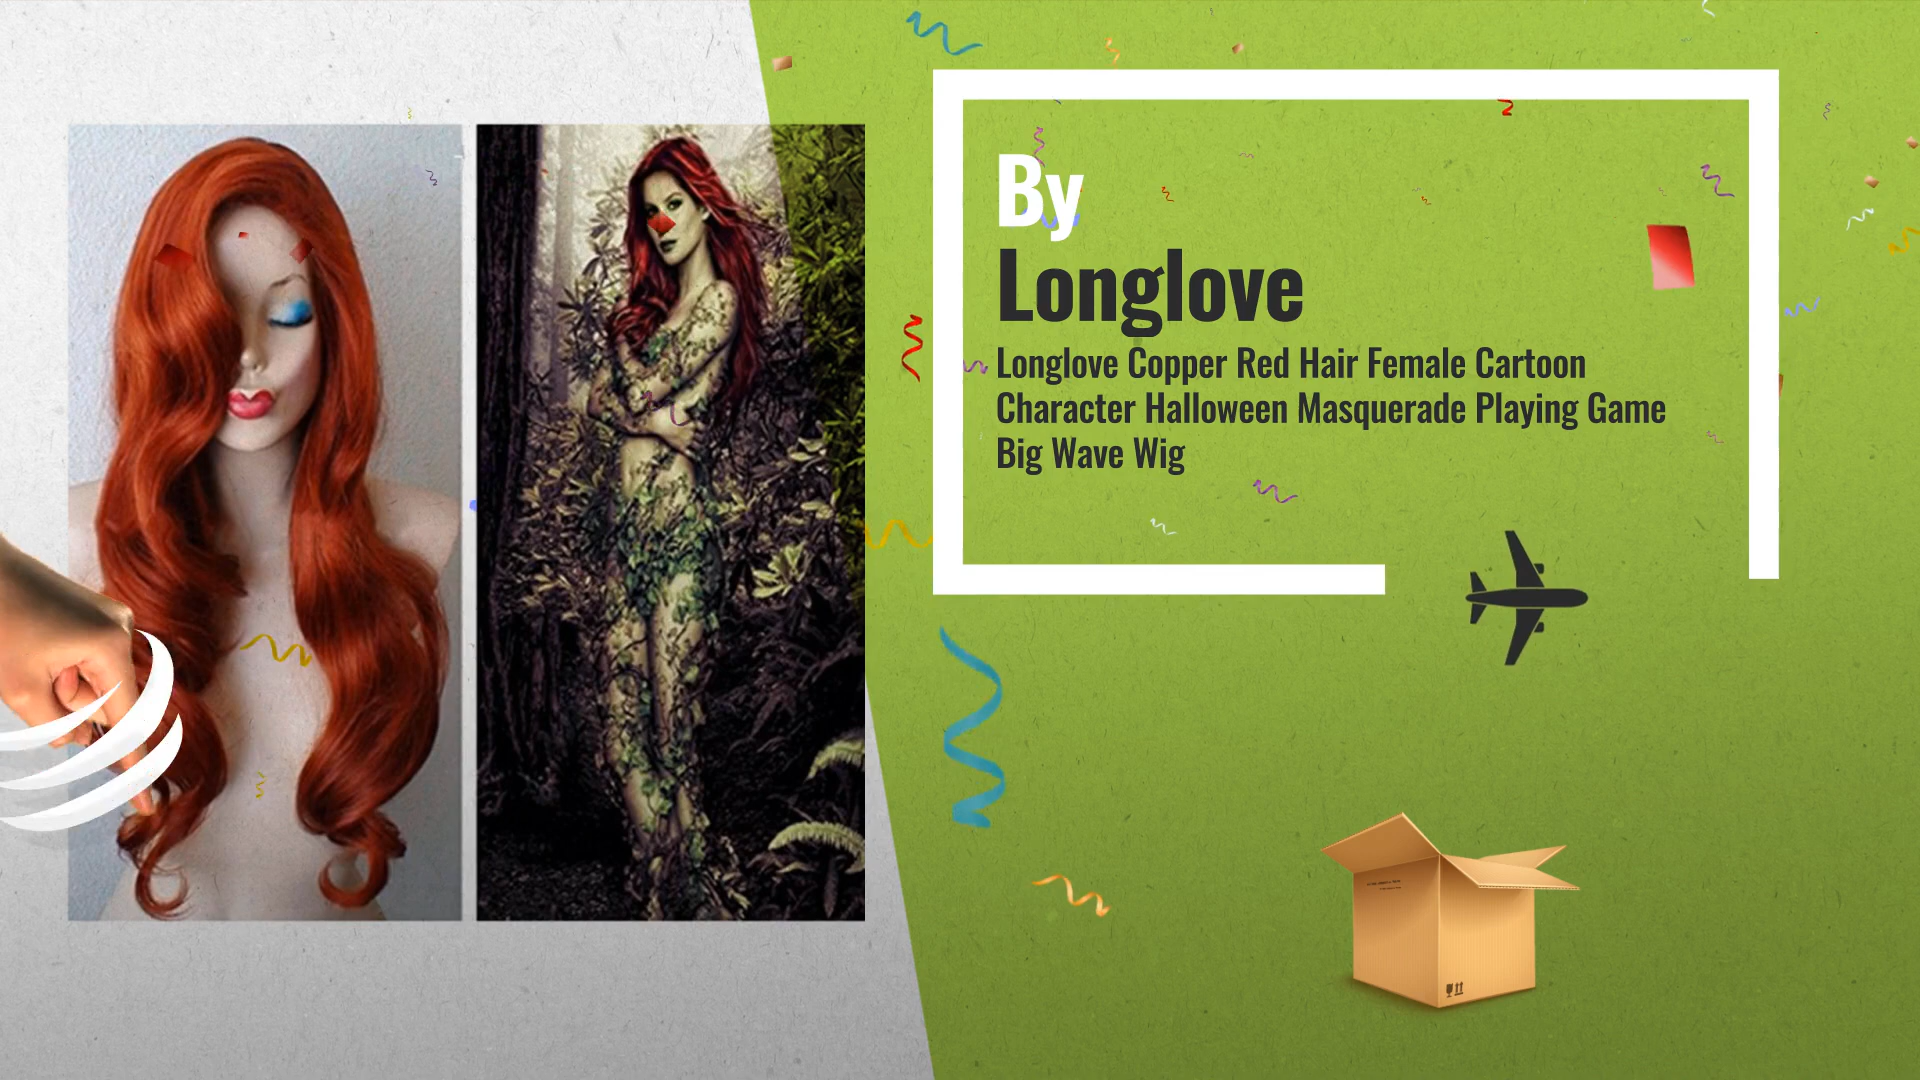 By
Longlove
Longlove Copper Red Hair Female Cartoon
Character Halloween Masquerade Playing Game
Big Wave Wig